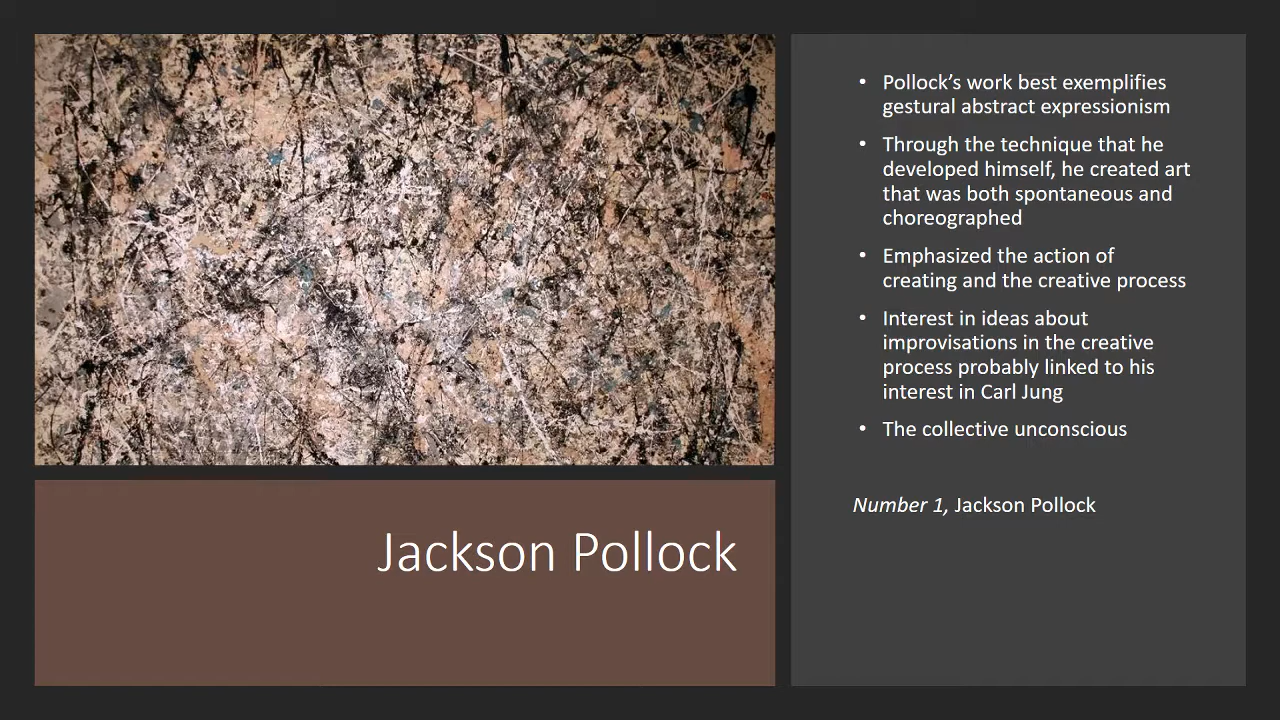 • Pollock’s work best exemplifies
gestural abstract expressionism
• Through the technique that he
developed himself, he created art
that was both spontaneous and
choreographed
• Emphasized the action of
creating and the creative process
• Interest in ideas about
improvisations in the creative
process probably linked to his
interest in Carl Jung
• The collective unconscious
Number 1, Jackson Pollock
Jackson Pollock